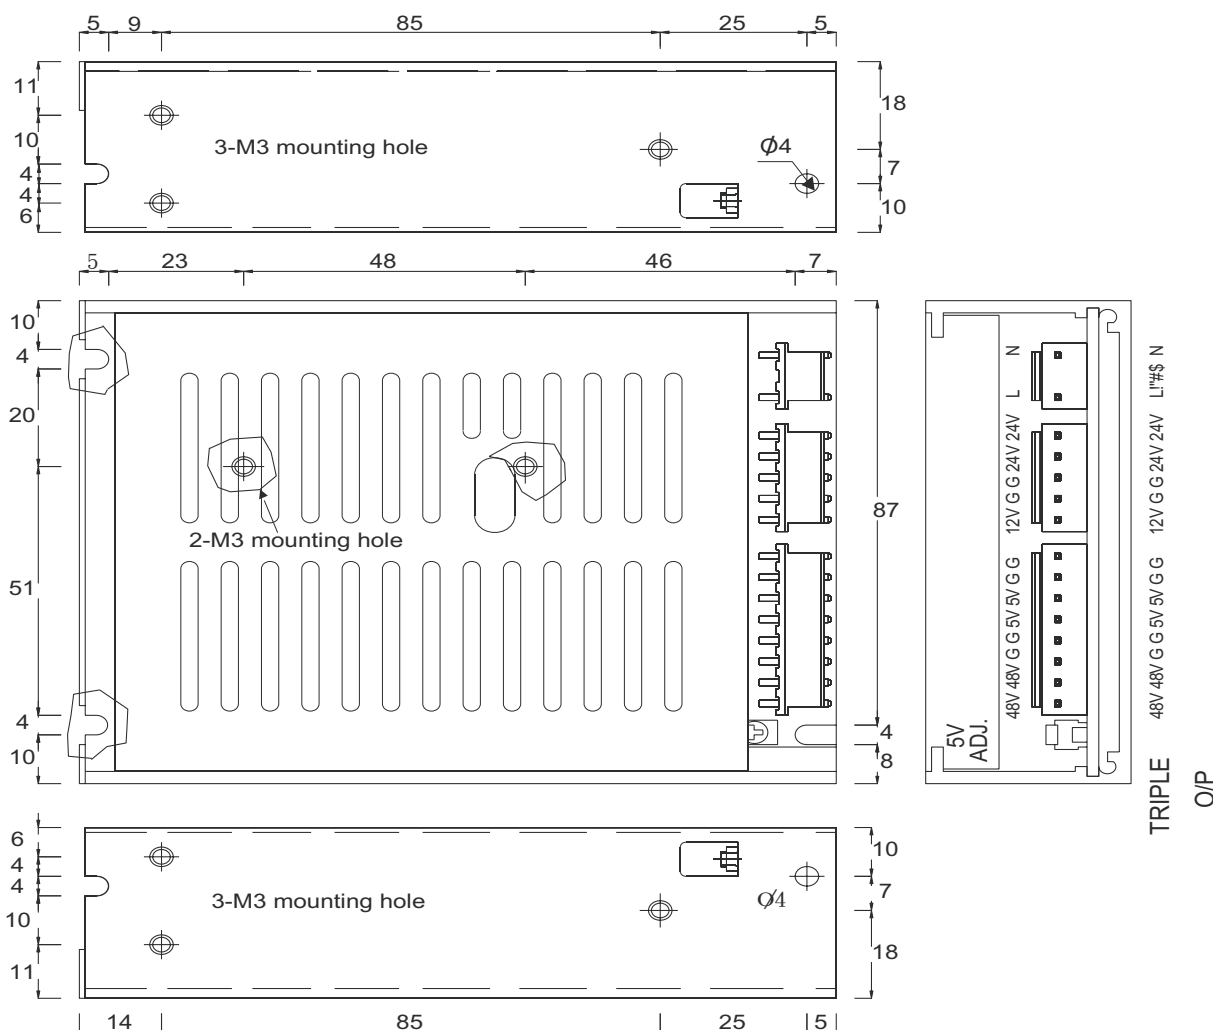 5 9 85 25 5
11
10
4
4
6
3-M3 mounting hole
ϕ4
18
7
10
5 23 48 46 7
10
4
20
51
4
10
2-M3 mounting hole
87
4
8
L N
12V G G 24V 24V
48V 48V G G 5V 5V G G
5V
ADJ.
L!"#$ N
12V G G 24V 24V
48V 48V G G 5V 5V G G
TRIPLE
O/P
6
4
4
10
11
3-M3 mounting hole
Ø4
10
7
18
14 85 25 5